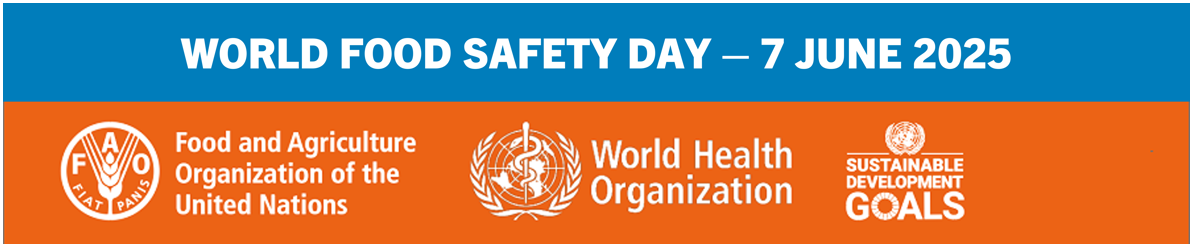 WORLD FOOD SAFETY DAY — 7 JUNE 2025
F A O
FIAT PANIS
Food and Agriculture
Organization of the
United Nations
World Health
Organization
SUSTAINABLE
DEVELOPMENT
GOALS